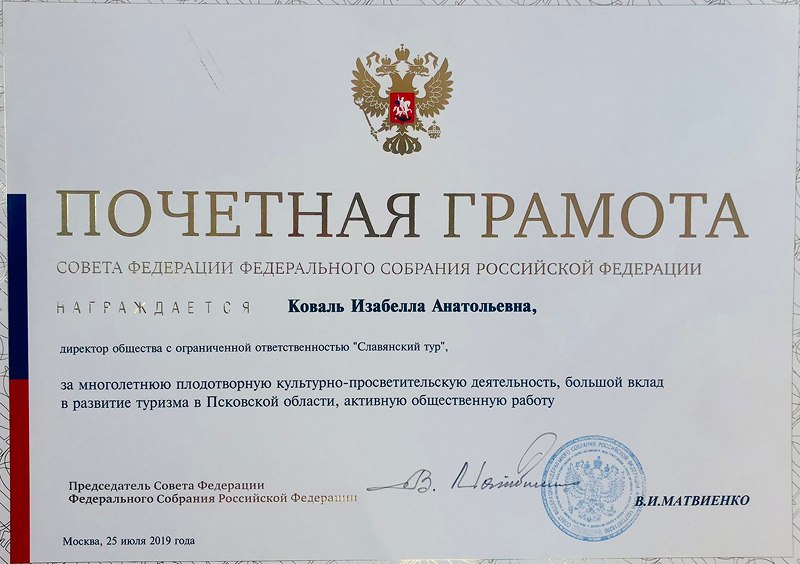 ПОЧЕТНАЯ ГРАМОТА
СОВЕТА ФЕДЕРАЦИИ ФЕДЕРАЛЬНОГО СОБРАНИЯ РОССИЙСКОЙ ФЕДЕРАЦИИ
НАГРАЖДАЕТСЯ Коваль Изабелла Анатольевна,
директор общества с ограниченной ответственностью "Славянский тур",
за многолетнюю плодотворную культурно-просветительскую деятельность, большой вклад
в развитие туризма в Псковской области, активную общественную работу
Председатель Совета Федерации
Федерального Собрания Российской Федерации
В.И.МАТВИЕНКО
Москва, 25 июля 2019 года